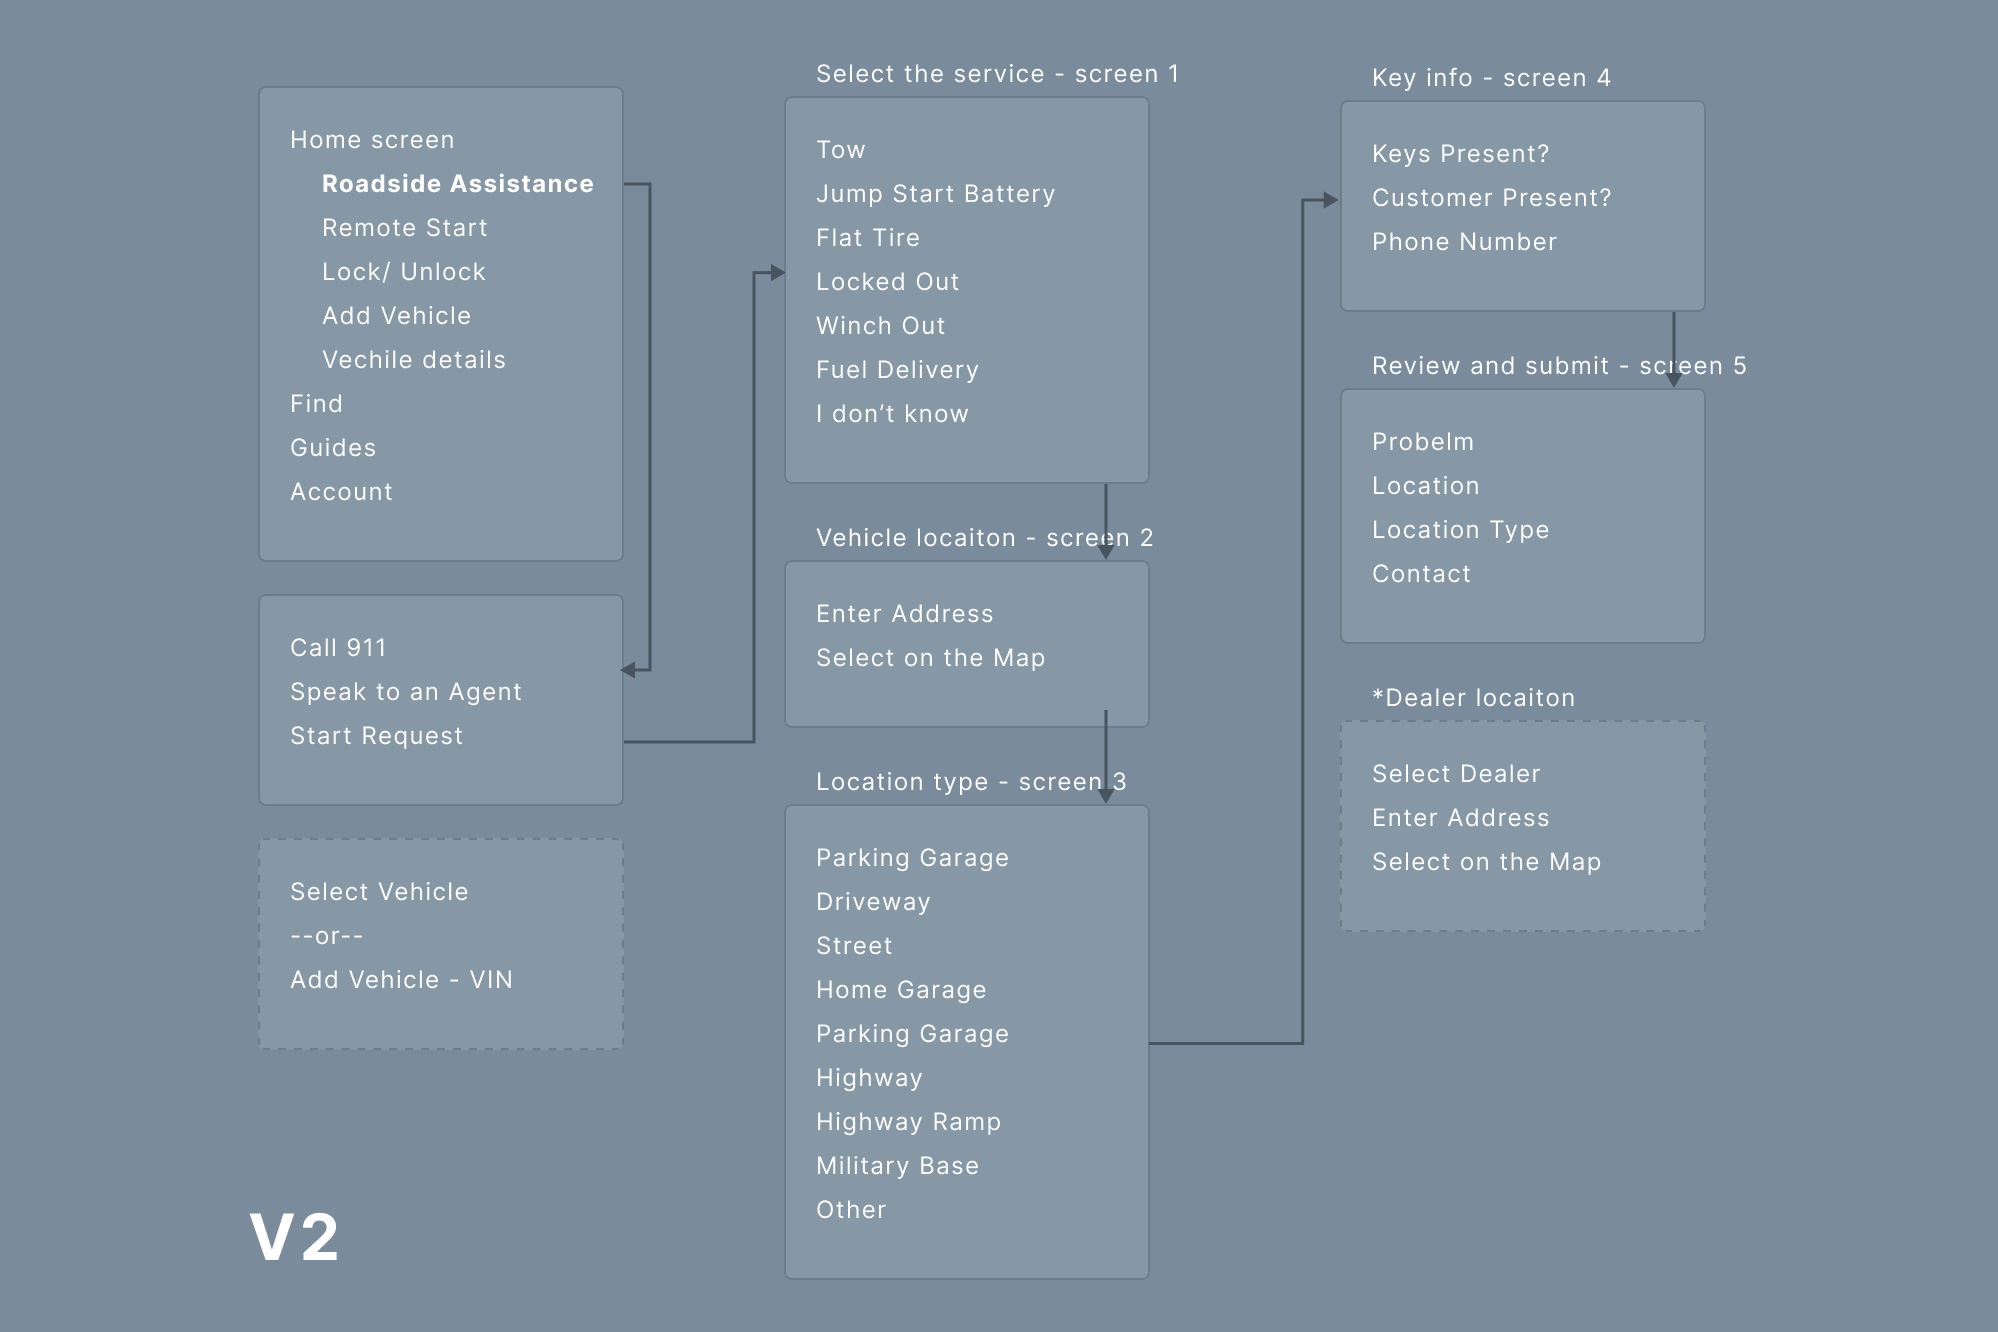 Home screen
Roadside Assistance
Remote Start
Lock/ Unlock
Add Vehicle
Vechile details
Find
Guides
Account
Call 911
Speak to an Agent
Start Request
Select Vehicle
--or--
Add Vehicle - VIN
V2
Select the service - screen 1
Tow
Jump Start Battery
Flat Tire
Locked Out
Winch Out
Fuel Delivery
I don’t know
Vehicle locaiton - screen 2
Enter Address
Select on the Map
Location type - screen 3
Parking Garage
Driveway
Street
Home Garage
Parking Garage
Highway
Highway Ramp
Military Base
Other
Key info - screen 4
Keys Present?
Customer Present?
Phone Number
Review and submit - screen 5
Probelm
Location
Location Type
Contact
*Dealer locaiton
Select Dealer
Enter Address
Select on the Map